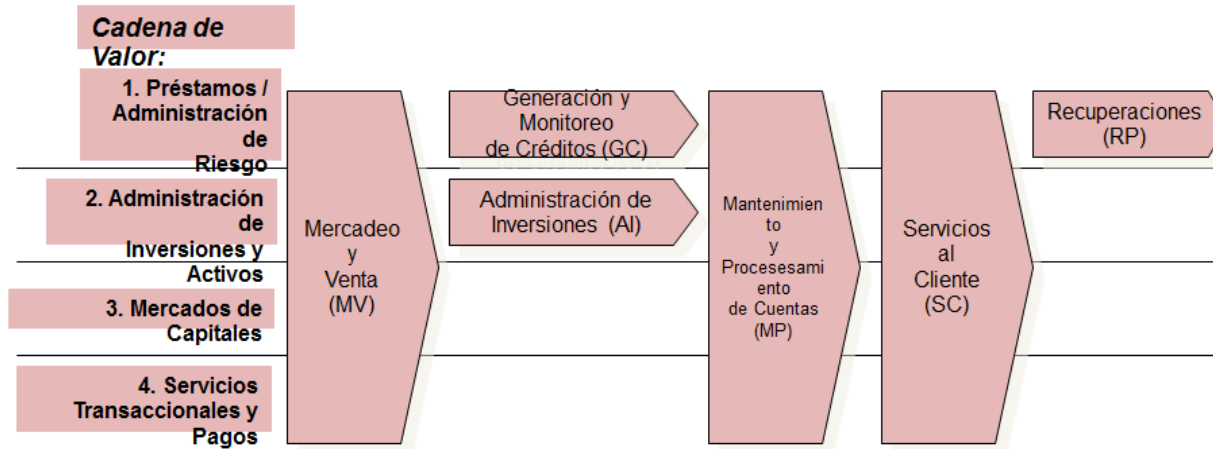 Cadena de
Valor:
1. Préstamos /
Administración
de
Riesgo
2. Administración
de
Inversiones y
Activos
3. Mercados de
Capitales
4. Servicios
Transaccionales y
Pagos
Mercadeo
y
Venta
(MV)
Generación y
Monitoreo
de Créditos (GC)
Administración de
Inversiones (AI)
Mantenimien
to
y
Procesesami
ento
de Cuentas
(MP)
Servicios
al
Cliente
(SC)
Recuperaciones
(RP)